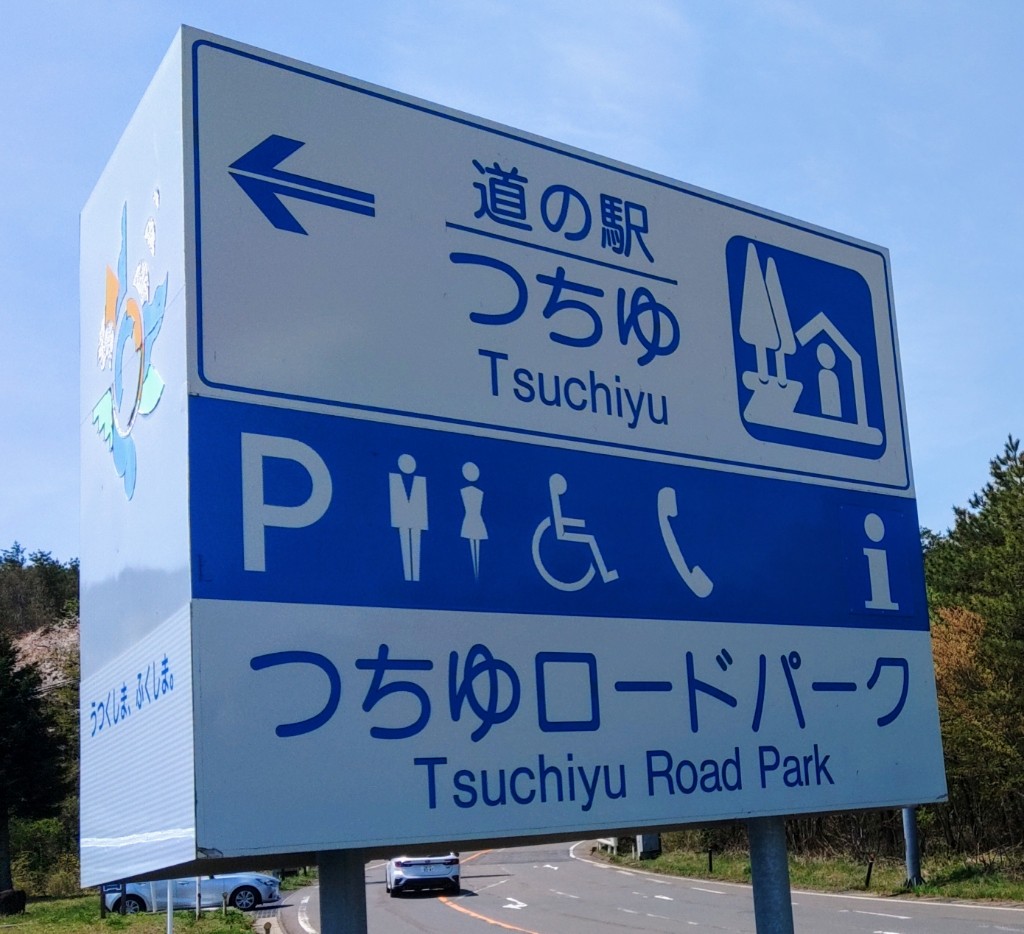 道の駅
つちゆ
Tsuchiyu
P
i
つちゆロードパーク
Tsuchiyu Road Park
うつくしま、ふくしま。